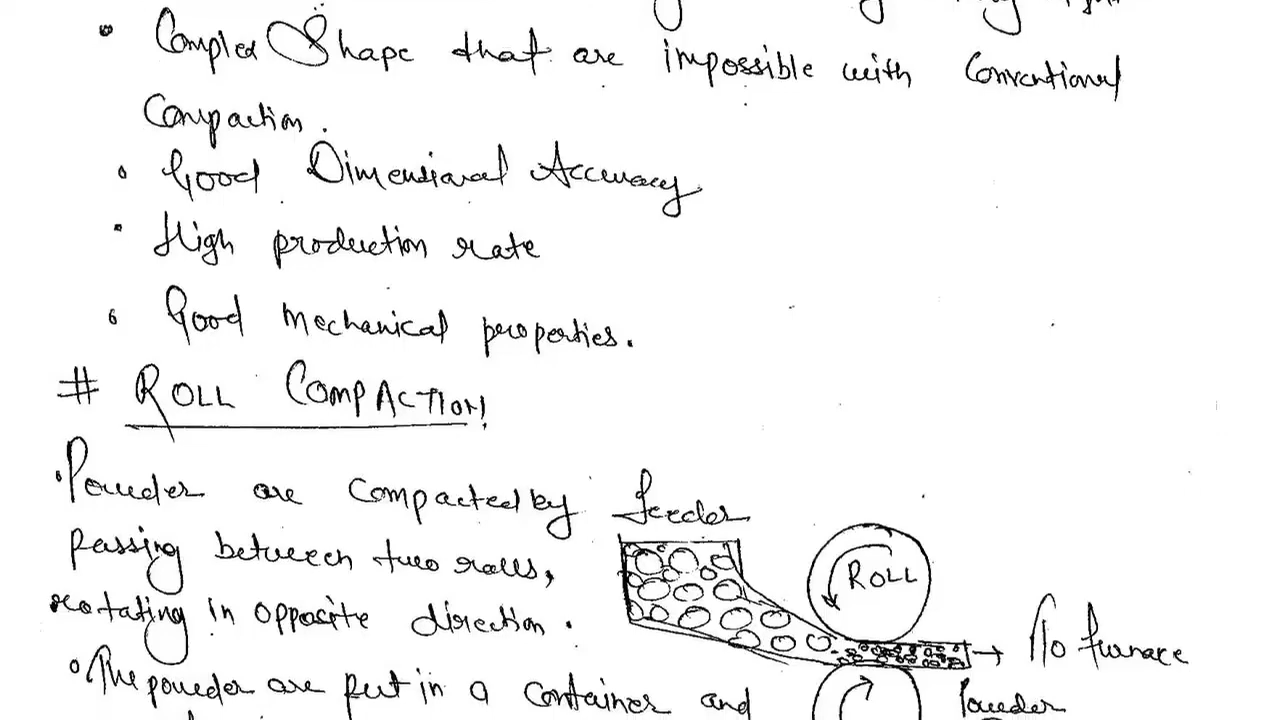 • Complex Shape that are impossible with Conventional
Compaction.
• Good Dimensional Accuracy
• High production rate
• Good Mechanical properties.
# ROLL COMPACTION!
• Powder are compacted by
passing between two rolls,
rotating in opposite direction.
• The powder are put in a container and
feeder
ROLL
→ To furnace
Powder